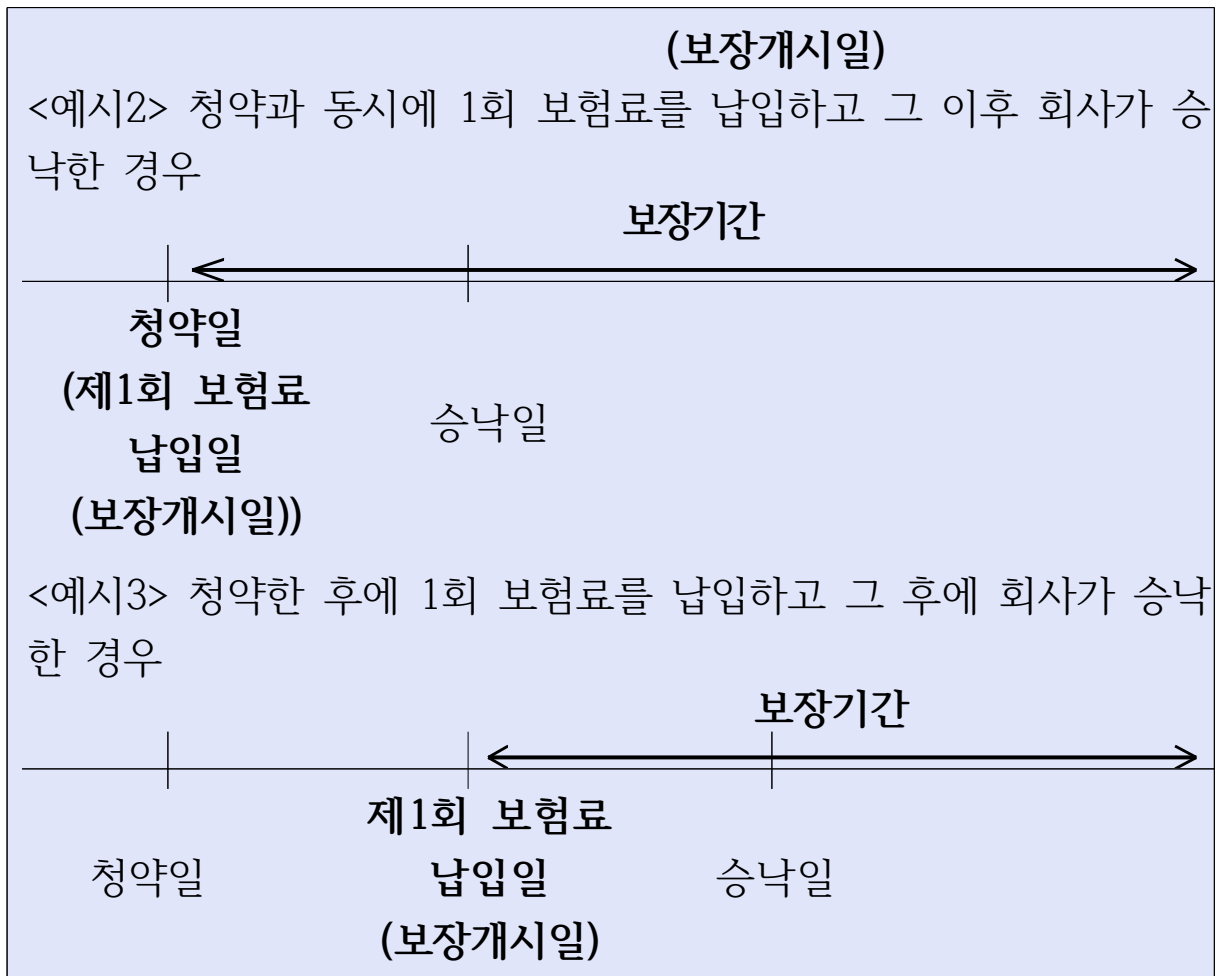 (보장개시일)
<예시2> 청약과 동시에 1회 보험료를 납입하고 그 이후 회사가 승
낙한 경우
보장기간
청약일
(제1회 보험료
납입일
(보장개시일))
승낙일
<예시3> 청약한 후에 1회 보험료를 납입하고 그 후에 회사가 승낙
한 경우
보장기간
청약일
제1회 보험료
납입일
(보장개시일)
승낙일